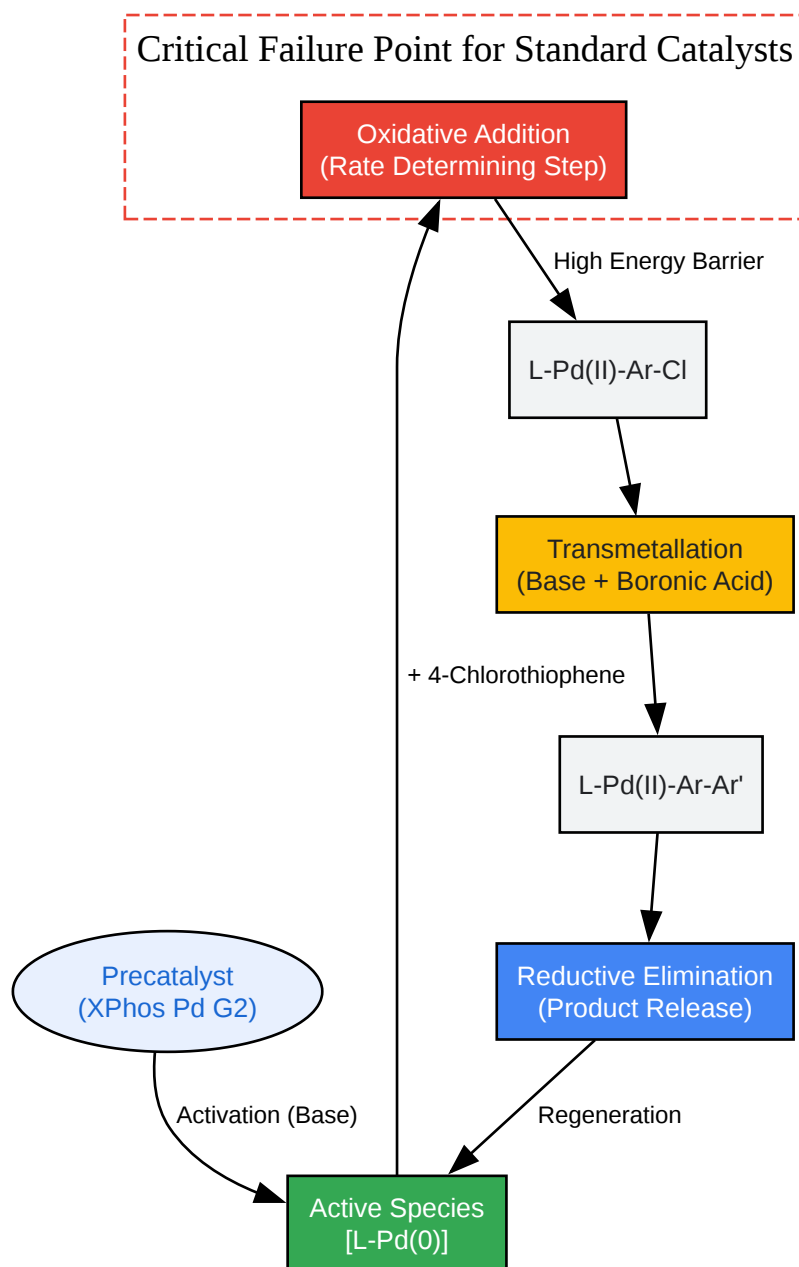 Critical Failure Point for Standard Catalysts
Oxidative Addition
(Rate Determining Step)
High Energy Barrier
L-Pd(II)-Ar-Cl
Transmetallation
(Base + Boronic Acid)
+ 4-Chlorothiophene
L-Pd(II)-Ar-Ar'
Precatalyst
(XPhos Pd G2)
Reductive Elimination
(Product Release)
Activation (Base)
Regeneration
Active Species
[L-Pd(0)]